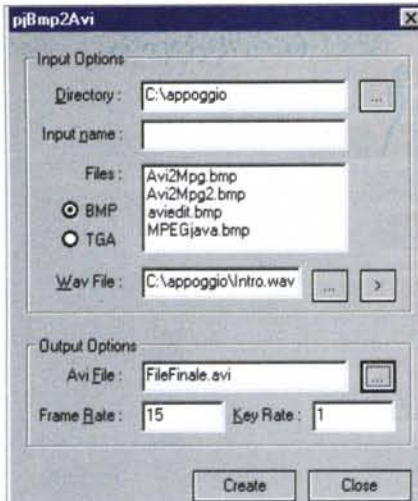 pjBmp2Avi
Input Options
Directory : C:\appoggio ...
Input name :
Files : Avi2Mpg.bmp
Avi2Mpg2.bmp
aviedit.bmp
MPEGjava.bmp
BMP
TGA
Wav File : C:\appoggio\Intro.wav ... >
Output Options
Avi File : FileFinale.avi ...
Frame Rate : 15 Key Rate : 1
Create Close